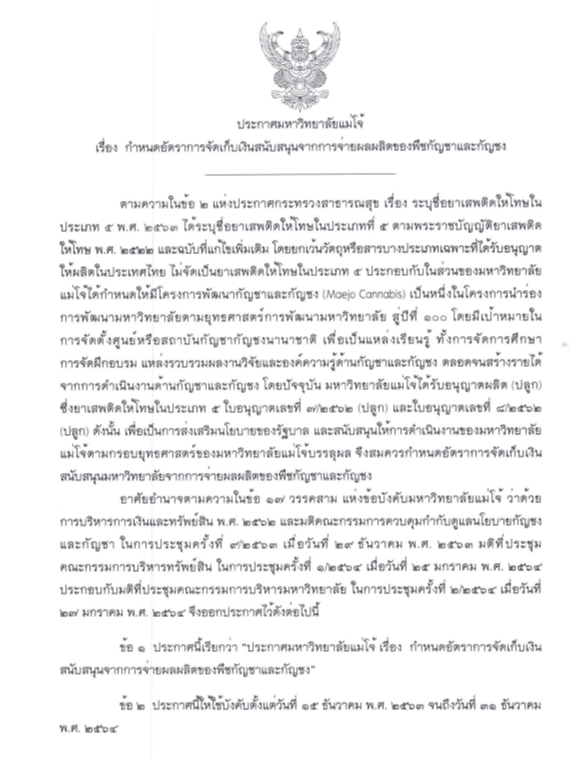 ประกาศมหาวิทยาลัยแม่โจ้
เรื่อง กำหนดอัตราการจัดเก็บเงินสนับสนุนจากการจ่ายผลผลิตของพืชกัญชาและกัญชง
ตามความในข้อ ๒ แห่งประกาศกระทรวงสาธารณสุข เรื่อง ระบุชื่อยาเสพติดให้โทษใน
ประเภท ๕ พ.ศ. ๒๕๖๓ ได้ระบุชื่อยาเสพติดให้โทษในประเภทที่ ๕ ตามพระราชบัญญัติยาเสพติด
ให้โทษ พ.ศ. ๒๕๒๒ และฉบับที่แก้ไขเพิ่มเติม โดยยกเว้นวัตถุหรือสารบางประเภทเฉพาะที่ได้รับอนุญาต
ให้ผลิตในประเทศไทย ไม่จัดเป็นยาเสพติดให้โทษในประเภท ๕ ประกอบกับในส่วนของมหาวิทยาลัย
แม่โจ้ได้กำหนดให้มีโครงการพัฒนากัญชาและกัญชง (Maejo Cannabis) เป็นหนึ่งในโครงการนำร่อง
การพัฒนามหาวิทยาลัยตามยุทธศาสตร์การพัฒนามหาวิทยาลัย สู่ปีที่ ๑๐๐ โดยมีเป้าหมายใน
การจัดตั้งศูนย์หรือสถาบันกัญชากัญชงนานาชาติ เพื่อเป็นแหล่งเรียนรู้ ทั้งการจัดการศึกษา
การจัดฝึกอบรม แหล่งรวบรวมผลงานวิจัยและองค์ความรู้ด้านกัญชาและกัญชง ตลอดจนสร้างรายได้
จากการดำเนินงานด้านกัญชาและกัญชง โดยปัจจุบัน มหาวิทยาลัยแม่โจ้ได้รับอนุญาตผลิต (ปลูก)
ซึ่งยาเสพติดให้โทษในประเภท ๕ ใบอนุญาตเลขที่ ๗/๒๕๖๒ (ปลูก) และใบอนุญาตเลขที่ ๘/๒๕๖๒
(ปลูก) ดังนั้น เพื่อเป็นการส่งเสริมนโยบายของรัฐบาล และสนับสนุนให้การดำเนินงานของมหาวิทยาลัย
แม่โจ้ตามกรอบยุทธศาสตร์ของมหาวิทยาลัยแม่โจ้บรรลุผล จึงสมควรกำหนดอัตราการจัดเก็บเงิน
สนับสนุนมหาวิทยาลัยจากการจ่ายผลผลิตของพืชกัญชาและกัญชง
อาศัยอำนาจตามความในข้อ ๑๗ วรรคสาม แห่งข้อบังคับมหาวิทยาลัยแม่โจ้ ว่าด้วย
การบริหารการเงินและทรัพย์สิน พ.ศ. ๒๕๖๒ และมติคณะกรรมการควบคุมกำกับดูแลนโยบายกัญชง
และกัญชา ในการประชุมครั้งที่ ๙/๒๕๖๓ เมื่อวันที่ ๒๙ ธันวาคม พ.ศ. ๒๕๖๓ มติที่ประชุม
คณะกรรมการบริหารทรัพย์สิน ในการประชุมครั้งที่ ๑/๒๕๖๔ เมื่อวันที่ ๒๕ มกราคม พ.ศ. ๒๕๖๔
ประกอบกับมติที่ประชุมคณะกรรมการบริหารมหาวิทยาลัย ในการประชุมครั้งที่ ๒/๒๕๖๔ เมื่อวันที่
๒๗ มกราคม พ.ศ. ๒๕๖๔ จึงออกประกาศไว้ดังต่อไปนี้
ข้อ ๑ ประกาศนี้เรียกว่า "ประกาศมหาวิทยาลัยแม่โจ้ เรื่อง กำหนดอัตราการจัดเก็บเงิน
สนับสนุนจากการจ่ายผลผลิตของพืชกัญชาและกัญชง"
ข้อ ๒ ประกาศนี้ให้ใช้บังคับตั้งแต่วันที่ ๑๕ ธันวาคม พ.ศ. ๒๕๖๓ จนถึงวันที่ ๓๑ ธันวาคม
พ.ศ. ๒๕๖๔